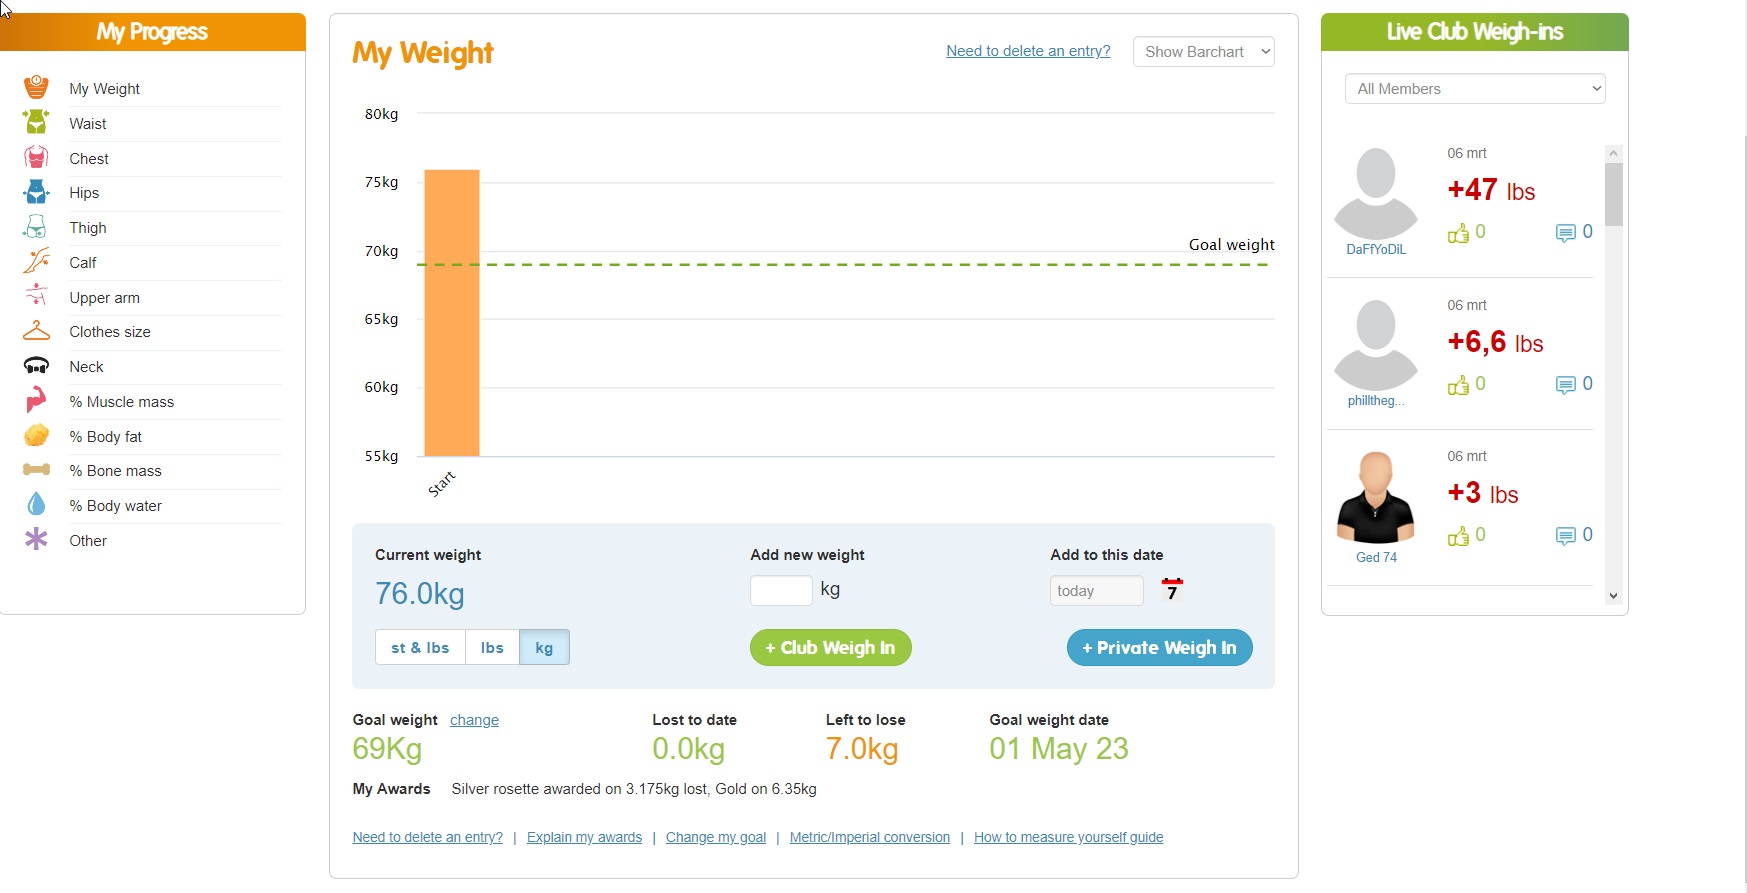 My Progress
My Weight
Waist
Chest
Hips
Thigh
Calf
Upper arm
Clothes size
Neck
% Muscle mass
% Body fat
% Bone mass
% Body water
Other
My Weight
Need to delete an entry?
Show Barchart
80kg
75kg
70kg
65kg
60kg
55kg
Goal weight
Start
Current weight
76.0kg
st & lbs
lbs
kg
Add new weight
kg
+ Club Weigh In
Add to this date
today
7
+ Private Weigh In
Goal weight change
69Kg
Lost to date
0.0kg
Left to lose
7.0kg
Goal weight date
01 May 23
My Awards Silver rosette awarded on 3.175kg lost, Gold on 6.35kg
Need to delete an entry? | Explain my awards | Change my goal | Metric/Imperial conversion | How to measure yourself guide
Live Club Weigh-ins
All Members
06 mrt
+47 lbs
0 0
DaFfYoDiL
06 mrt
+6,6 lbs
0 0
philltheg...
06 mrt
+3 lbs
0 0
Ged 74